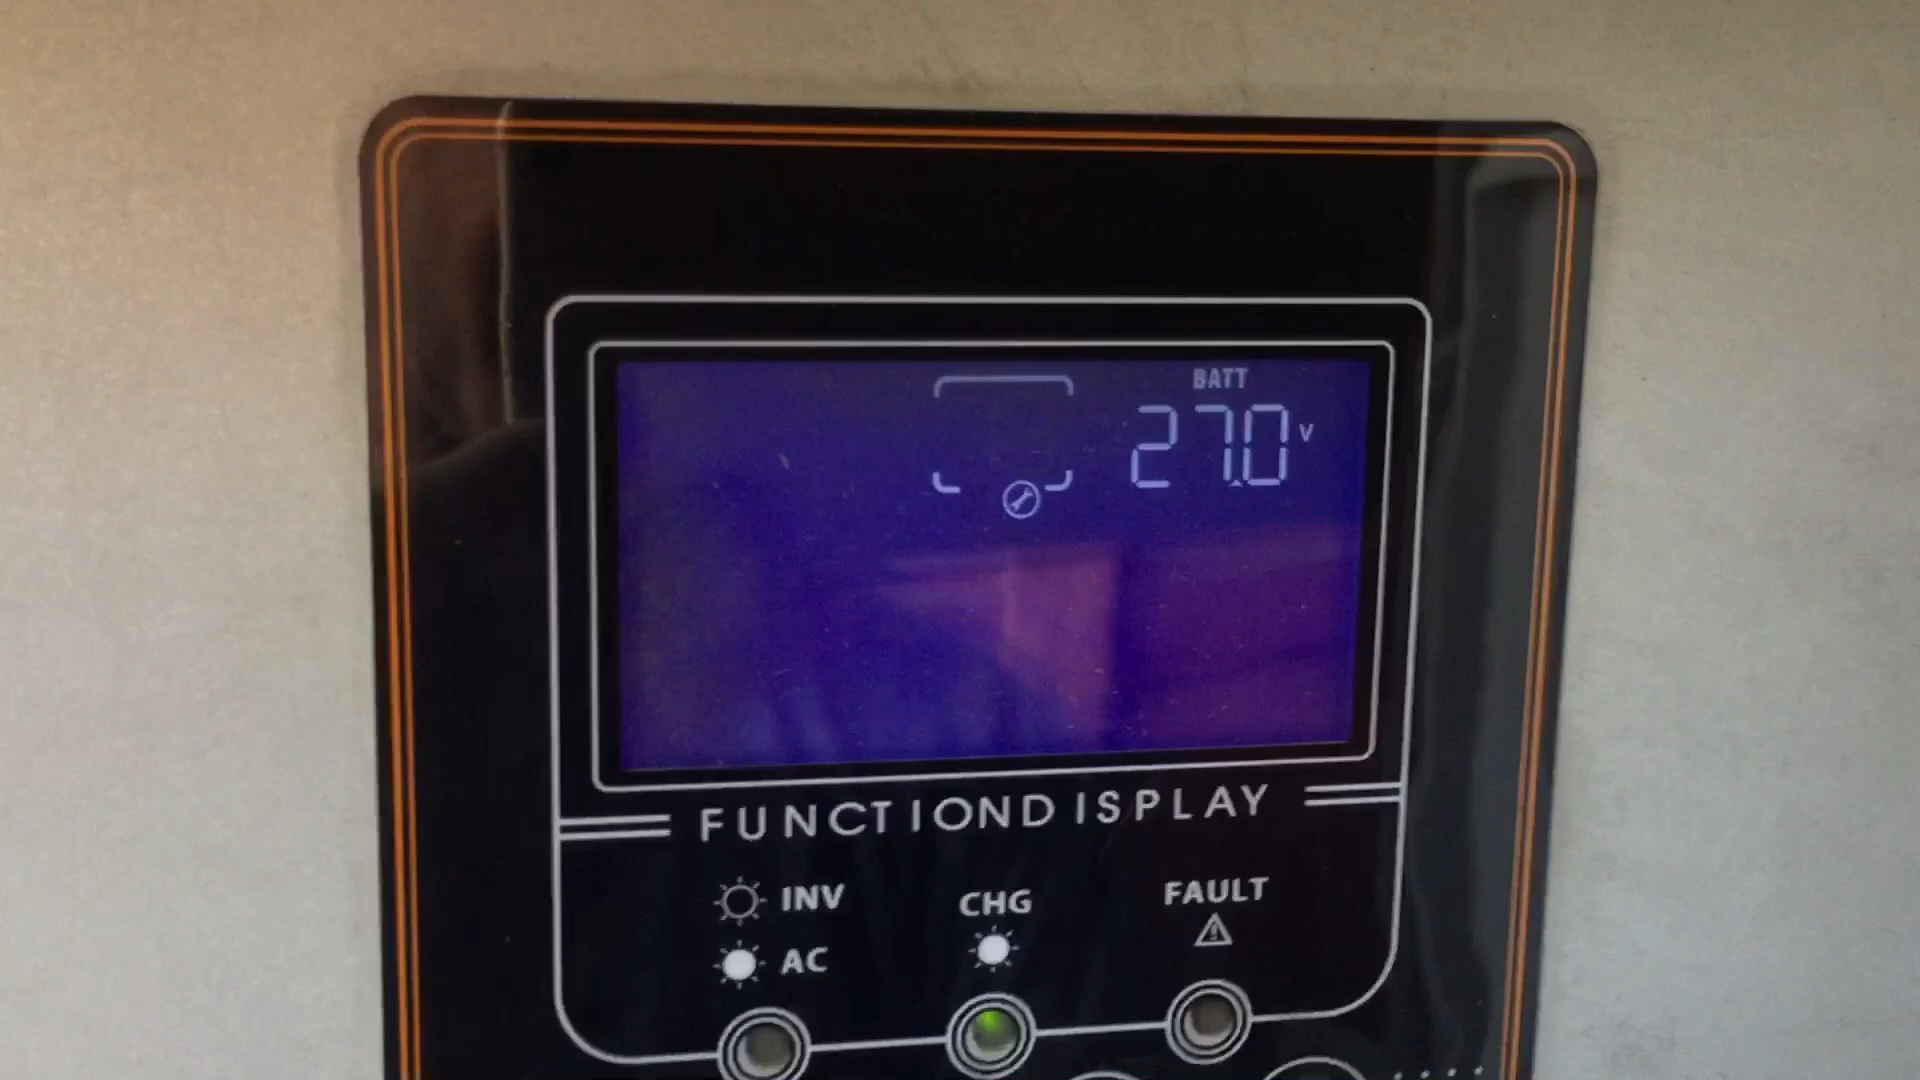 BATT
27.0 V
FUNCTIONDISPLAY
INV
CHG
FAULT
AC